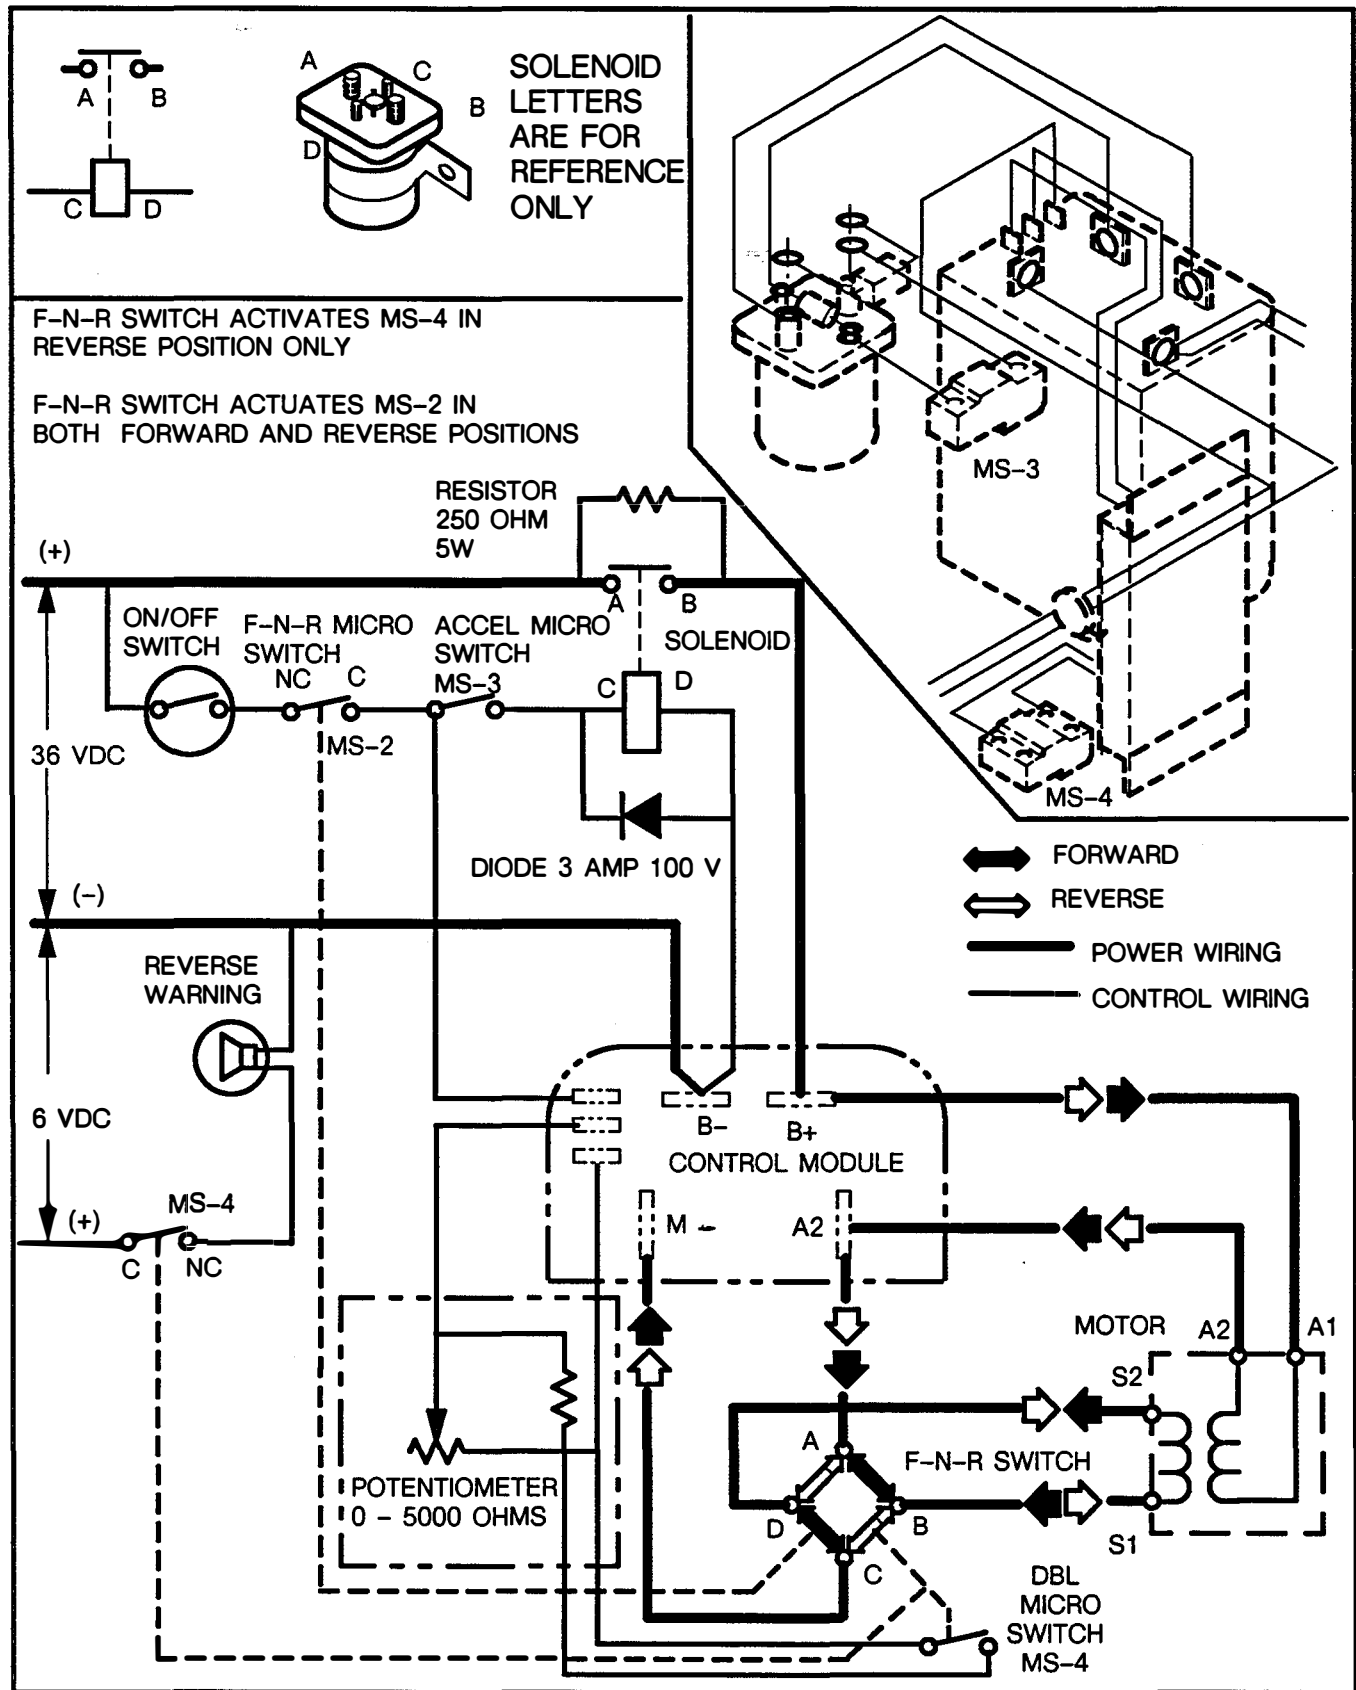 A
B
C
D
A
C
B
D
SOLENOID
LETTERS
ARE FOR
REFERENCE
ONLY
F-N-R SWITCH ACTIVATES MS-4 IN
REVERSE POSITION ONLY
F-N-R SWITCH ACTUATES MS-2 IN
BOTH FORWARD AND REVERSE POSITIONS
MS-3
MS-4
RESISTOR
250 OHM
5W
(+)
A
B
SOLENOID
ON/OFF
SWITCH
F-N-R MICRO
SWITCH
NC
C
MS-2
ACCEL MICRO
SWITCH
MS-3
C
D
36 VDC
DIODE 3 AMP 100 V
(-)
FORWARD
REVERSE
POWER WIRING
CONTROL WIRING
REVERSE
WARNING
6 VDC
B-
B+
CONTROL MODULE
M -
A2
MS-4
(+)
C
NC
MOTOR
A2
A1
S2
S1
A
F-N-R SWITCH
D
B
C
POTENTIOMETER
0 - 5000 OHMS
DBL
MICRO
SWITCH
MS-4